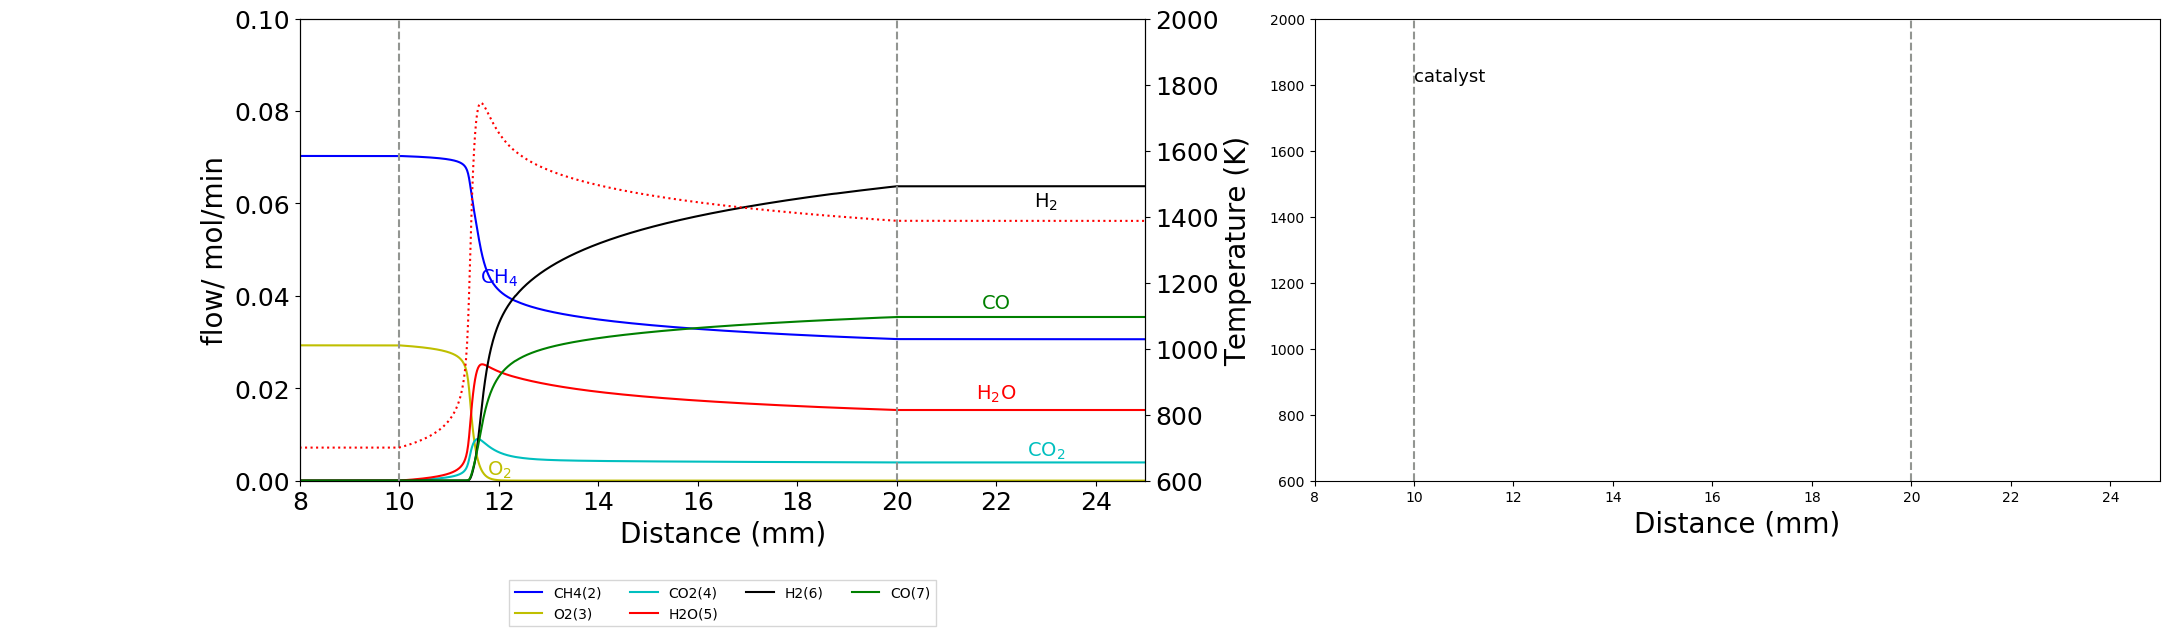 0.10
0.08
0.06
0.04
0.02
0.00
flow/ mol/min
8 10 12 14 16 18 20 22 24
Distance (mm)
2000
1800
1600
1400
1200
1000
800
600
Temperature (K)
CH₄
O₂
H₂
CO
H₂O
CO₂
CH4(2) CO2(4) H2(6) CO(7)
O2(3) H2O(5)
2000
1800
1600
1400
1200
1000
800
600
catalyst
8 10 12 14 16 18 20 22 24
Distance (mm)